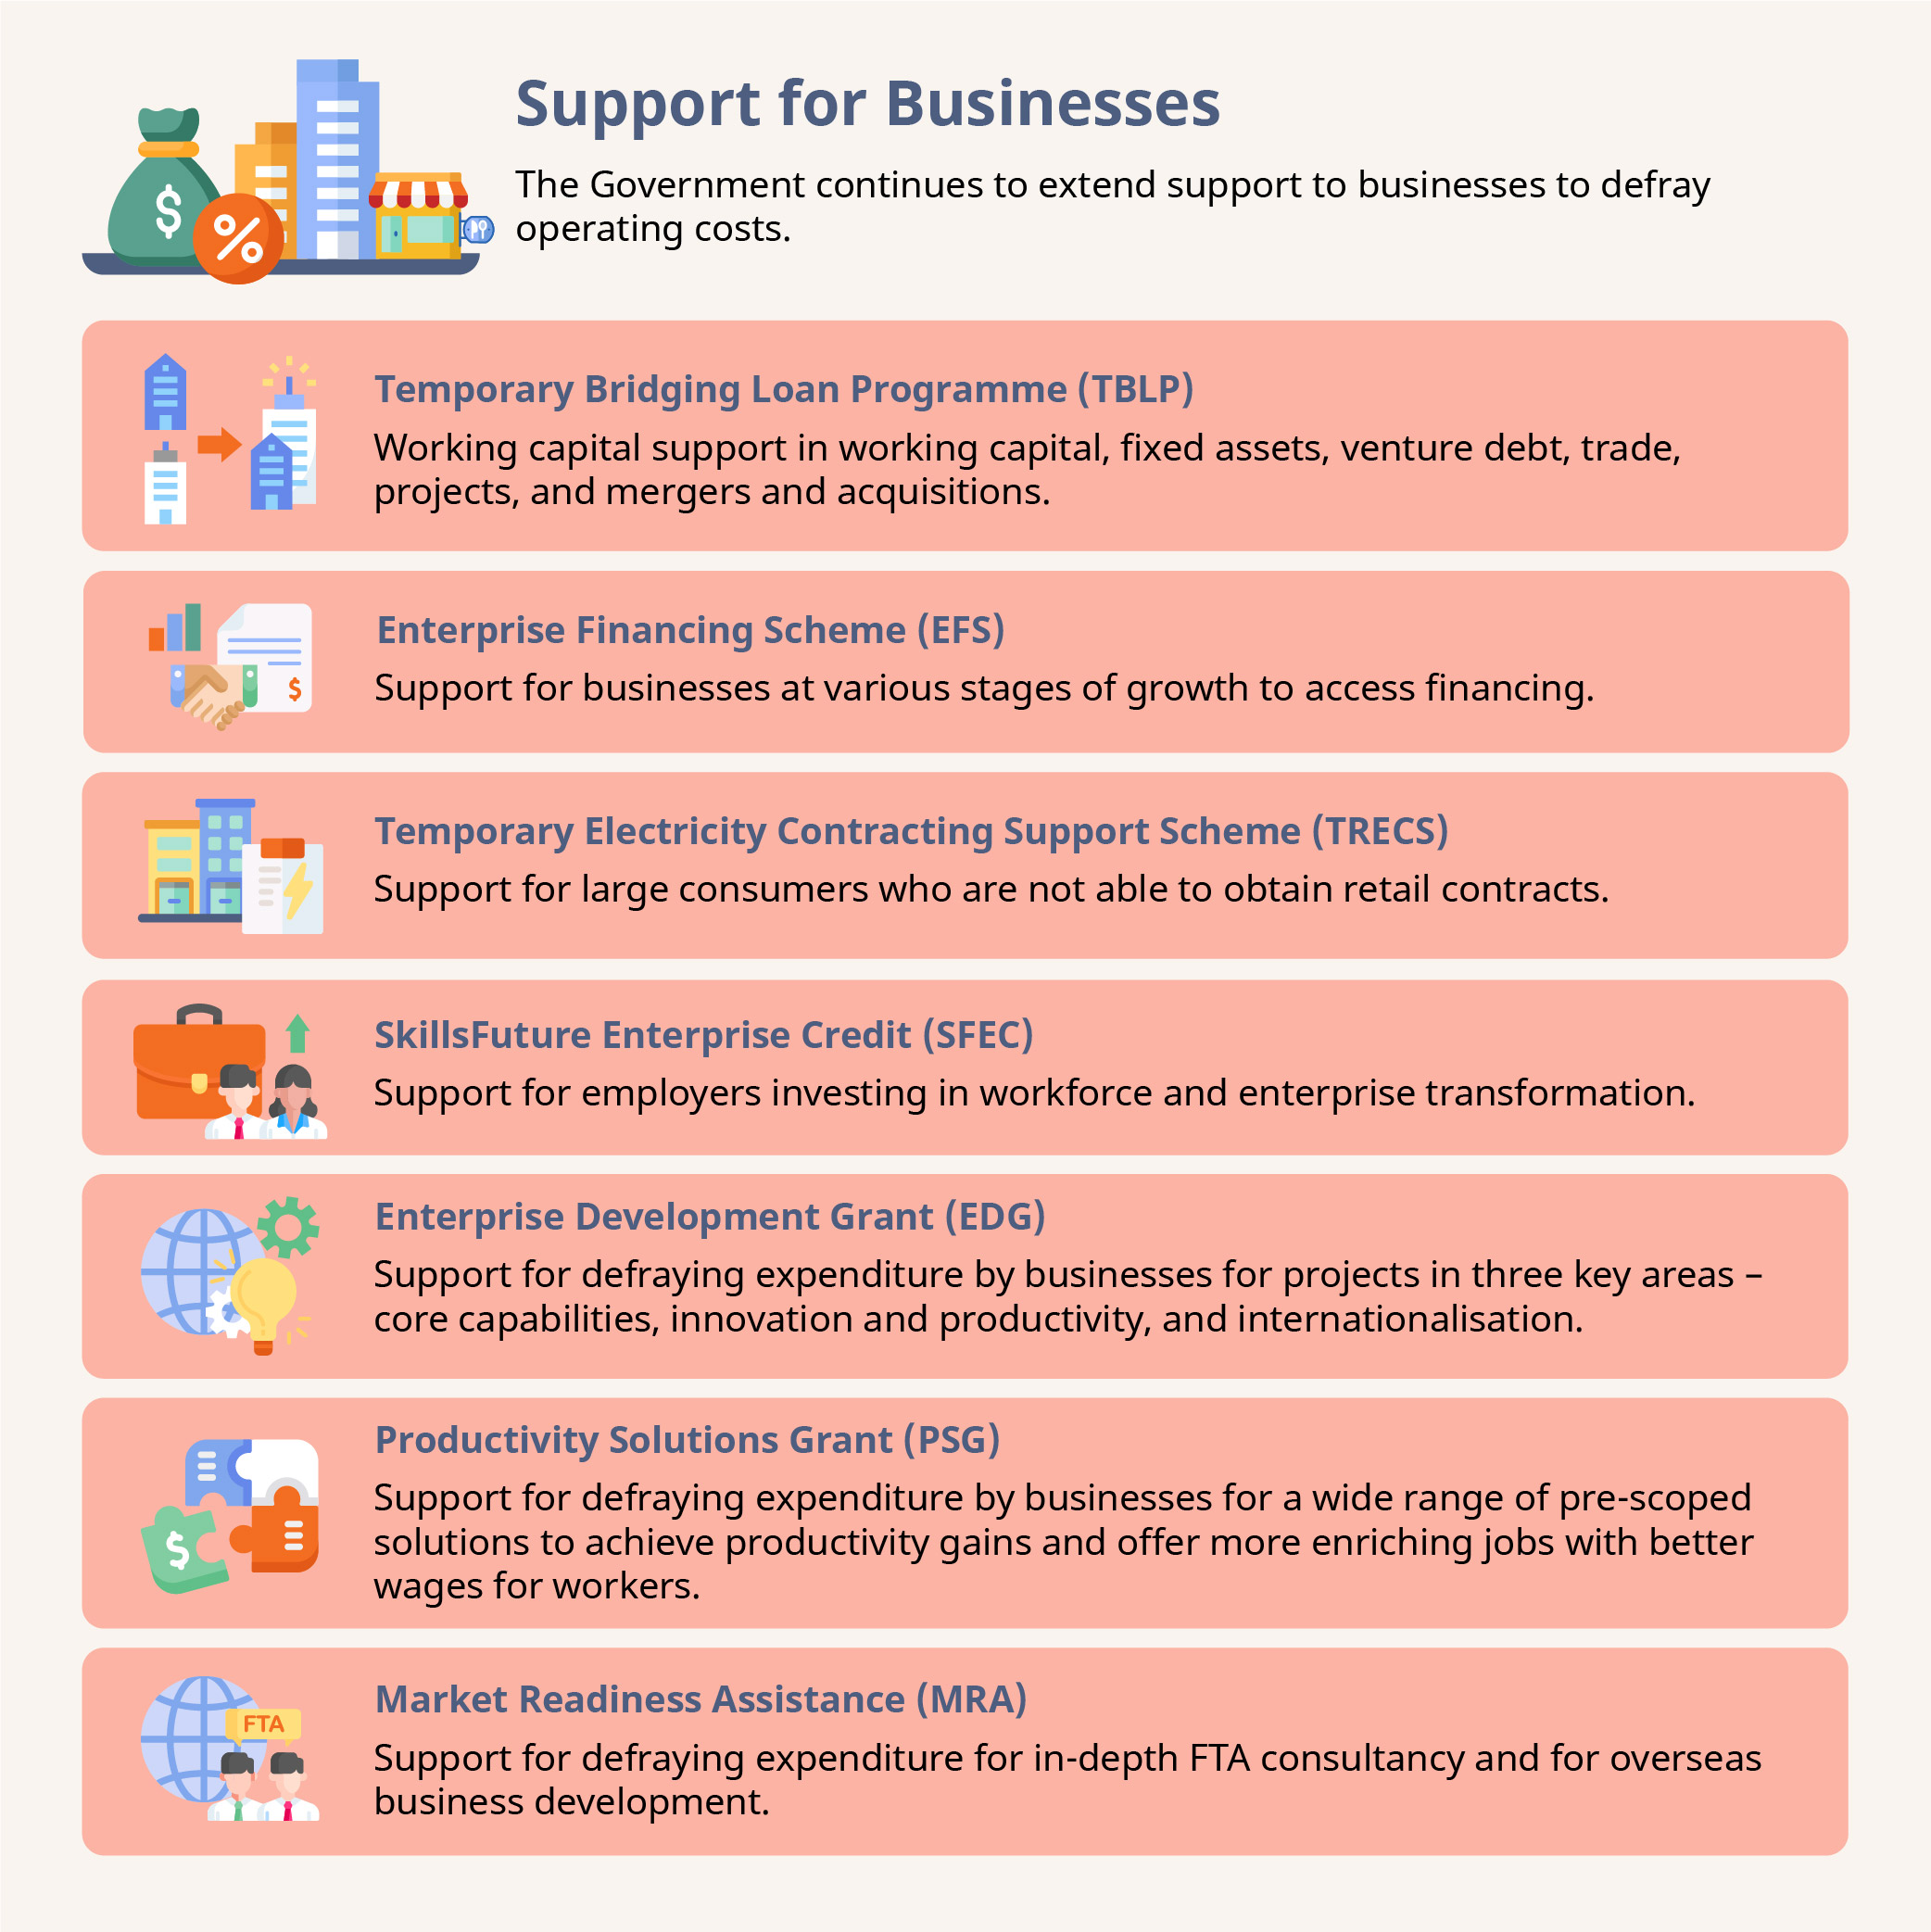 Support for Businesses
The Government continues to extend support to businesses to defray
operating costs.
$
%
Temporary Bridging Loan Programme (TBLP)
Working capital support in working capital, fixed assets, venture debt, trade,
projects, and mergers and acquisitions.
Enterprise Financing Scheme (EFS)
Support for businesses at various stages of growth to access financing.
$
Temporary Electricity Contracting Support Scheme (TRECS)
Support for large consumers who are not able to obtain retail contracts.
SkillsFuture Enterprise Credit (SFEC)
Support for employers investing in workforce and enterprise transformation.
Enterprise Development Grant (EDG)
Support for defraying expenditure by businesses for projects in three key areas –
core capabilities, innovation and productivity, and internationalisation.
Productivity Solutions Grant (PSG)
Support for defraying expenditure by businesses for a wide range of pre-scoped
solutions to achieve productivity gains and offer more enriching jobs with better
wages for workers.
$
Market Readiness Assistance (MRA)
FTA
Support for defraying expenditure for in-depth FTA consultancy and for overseas
business development.